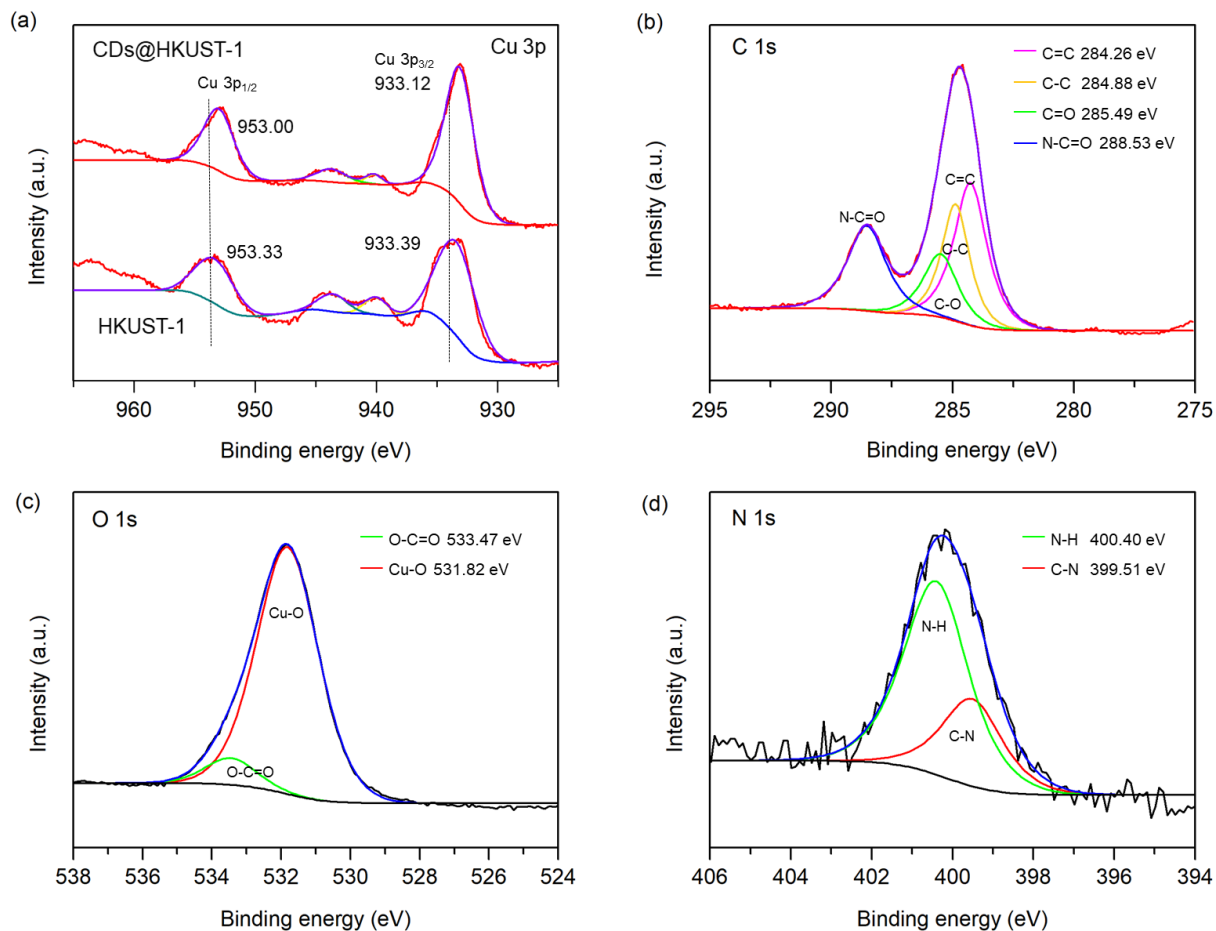 (a)
CDs@HKUST-1
Cu 3p
Cu 3p1/2
Cu 3p3/2
933.12
953.00
953.33
933.39
HKUST-1
Intensity (a.u.)
960 950 940 930
Binding energy (eV)
(b)
C 1s
C=C 284.26 eV
C-C 284.88 eV
C=O 285.49 eV
N-C=O 288.53 eV
C=C
N-C=O
C-C
C-O
Intensity (a.u.)
295 290 285 280 275
Binding energy (eV)
(c)
O 1s
O-C=O 533.47 eV
Cu-O 531.82 eV
Cu-O
O-C=O
Intensity (a.u.)
538 536 534 532 530 528 526 524
Binding energy (eV)
(d)
N 1s
N-H 400.40 eV
C-N 399.51 eV
N-H
C-N
Intensity (a.u.)
406 404 402 400 398 396 394
Binding energy (eV)